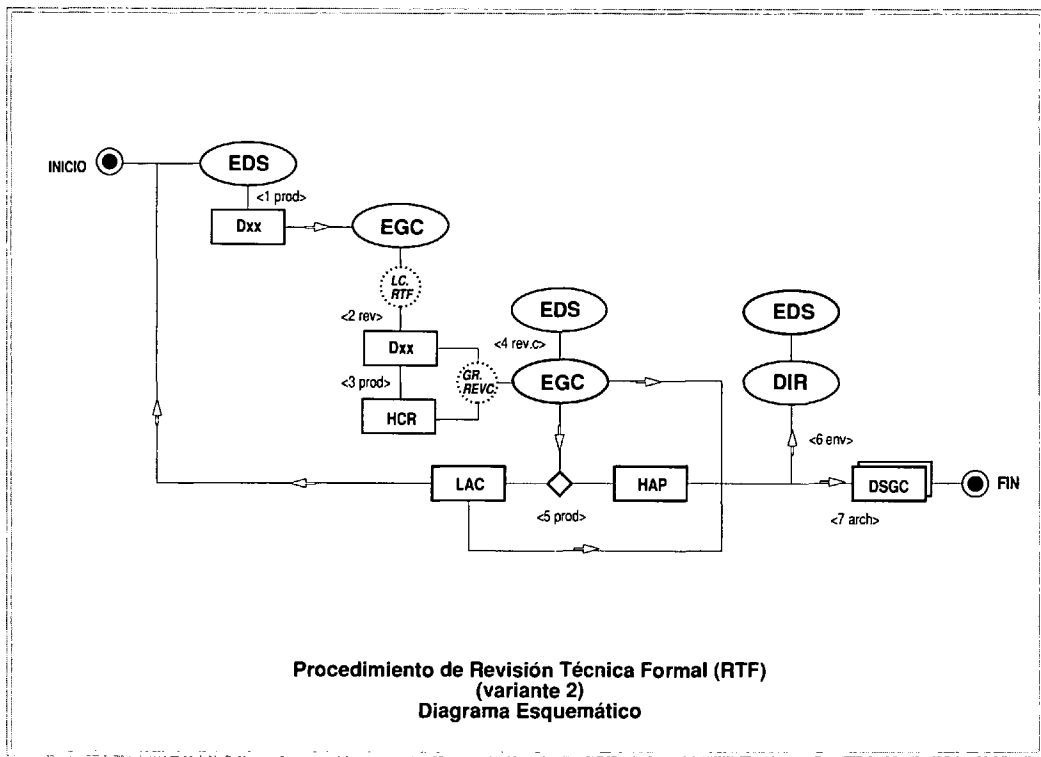 INICIO
EDS
<1 prod>
Dxx
EGC
LC.
RTF
<2 rev>
Dxx
<3 prod>
HCR
GR.
REVC.
EDS
<4 rev.c>
EGC
EDS
DIR
<6 env>
LAC
<5 prod>
HAP
DSGC
<7 arch>
FIN
Procedimiento de Revisión Técnica Formal (RTF)
(variante 2)
Diagrama Esquemático